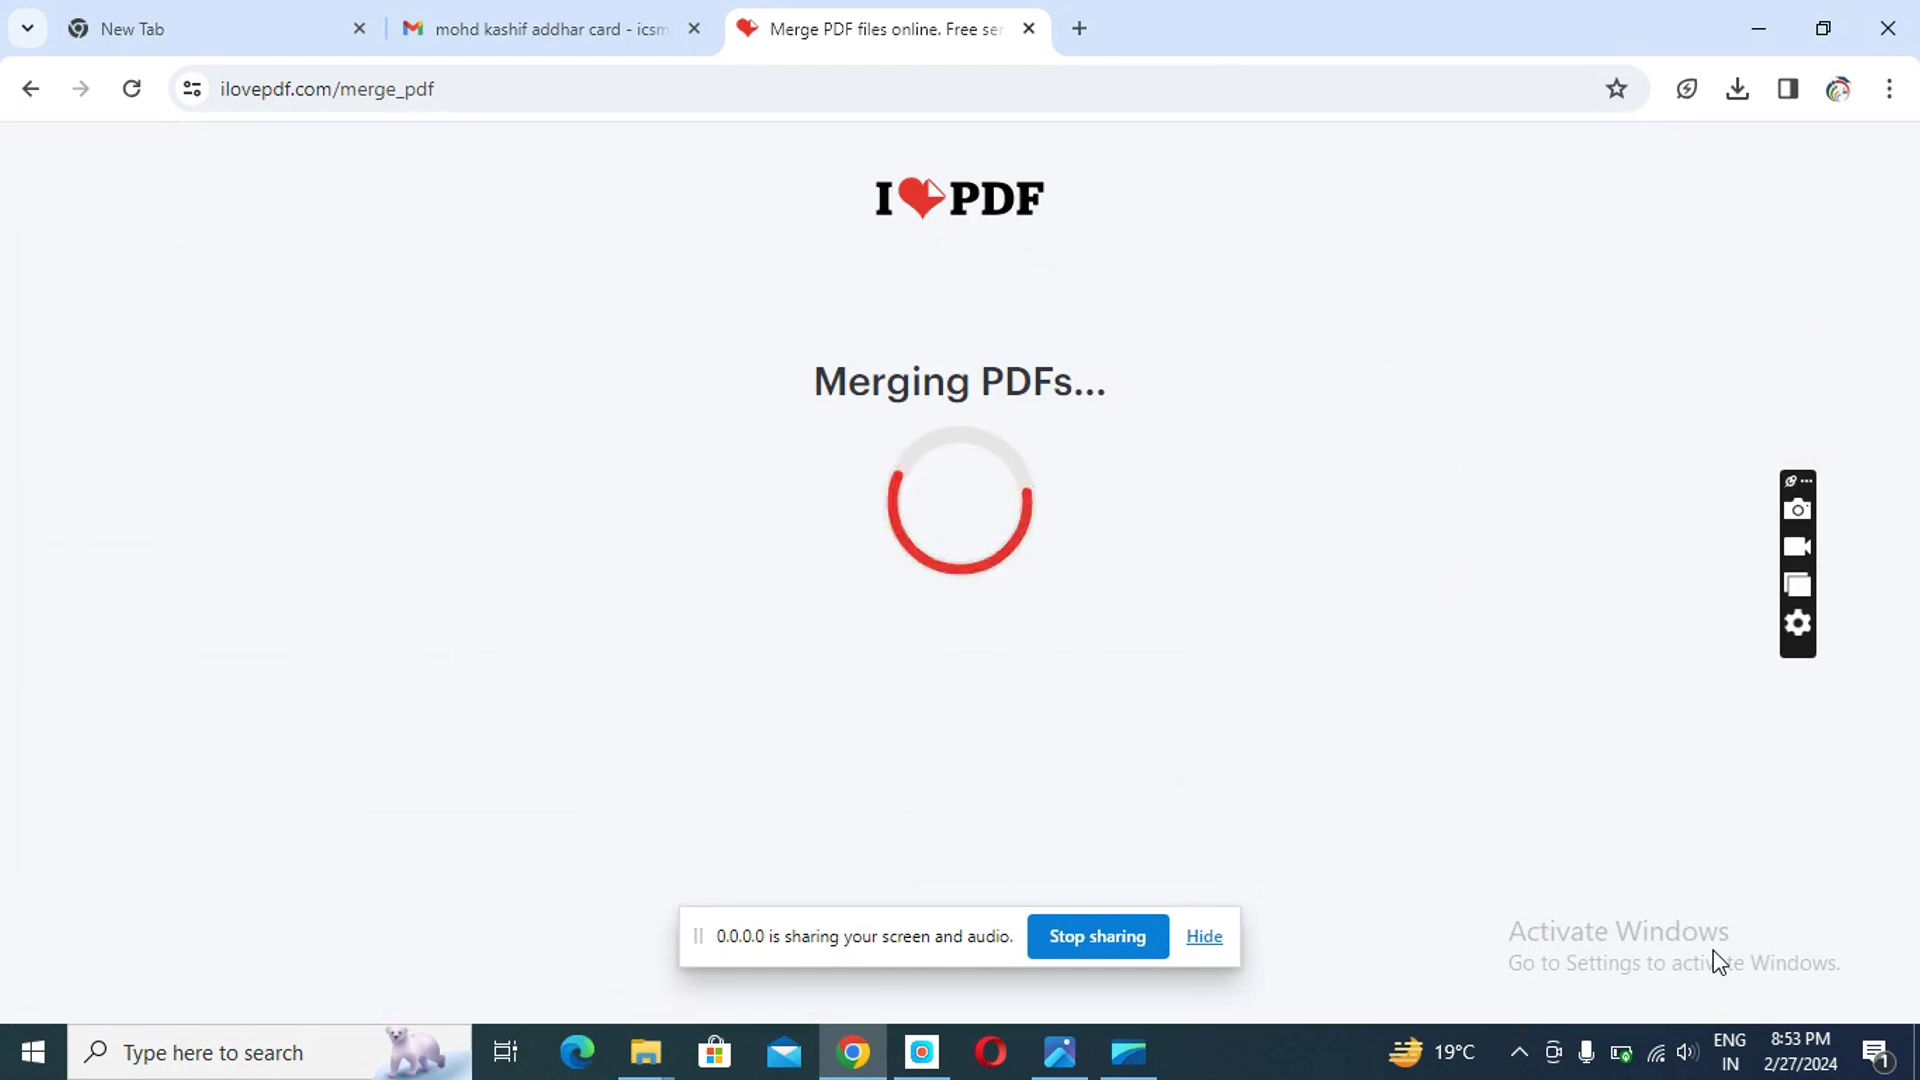 New Tab
mohd kashif addhar card - icsm
Merge PDF files online. Free ser
ilovepdf.com/merge_pdf
I PDF
Merging PDFs...
0.0.0.0 is sharing your screen and audio.
Stop sharing
Hide
Activate Windows
Go to Settings to activate Windows.
Type here to search
19°C
ENG
IN
8:53 PM
2/27/2024
1